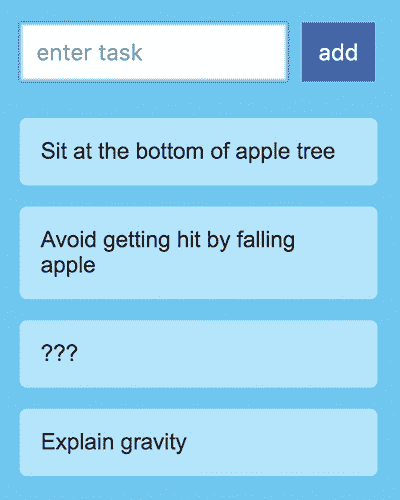 enter task
add
Sit at the bottom of apple tree
Avoid getting hit by falling
apple
???
Explain gravity